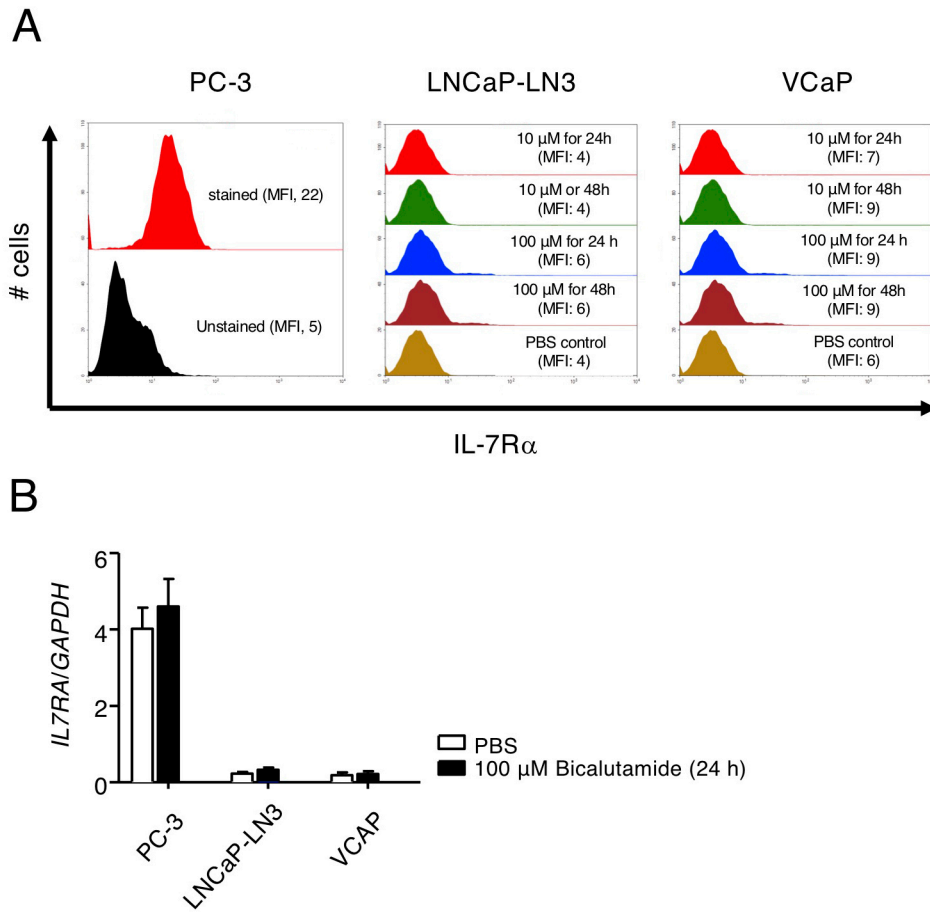 A
PC-3
LNCaP-LN3
VCaP
# cells
stained (MFI, 22)
Unstained (MFI, 5)
10 µM for 24h
(MFI: 4)
10 µM or 48h
(MFI: 4)
100 µM for 24 h
(MFI: 6)
100 µM for 48h
(MFI: 6)
PBS control
(MFI: 4)
10 µM for 24h
(MFI: 7)
10 µM for 48h
(MFI: 9)
100 µM for 24 h
(MFI: 9)
100 µM for 48h
(MFI: 9)
PBS control
(MFI: 6)
IL-7Rα
B
IL7RA/GAPDH
6
4
2
0
PC-3
LNCaP-LN3
VCAP
PBS
100 µM Bicalutamide (24 h)